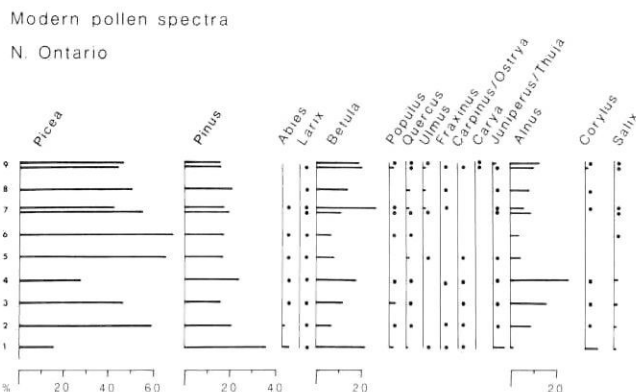 Modern pollen spectra
N. Ontario
Picea
Pinus
Abies
Larix
Betula
Populus
Quercus
Ulmus
Fraxinus
Carpinus/Ostrya
Carya
Juniperus/Thuja
Alnus
Corylus
Salix
9
8
7
6
5
4
3
2
1
% 20 40 60 20 40 20 20